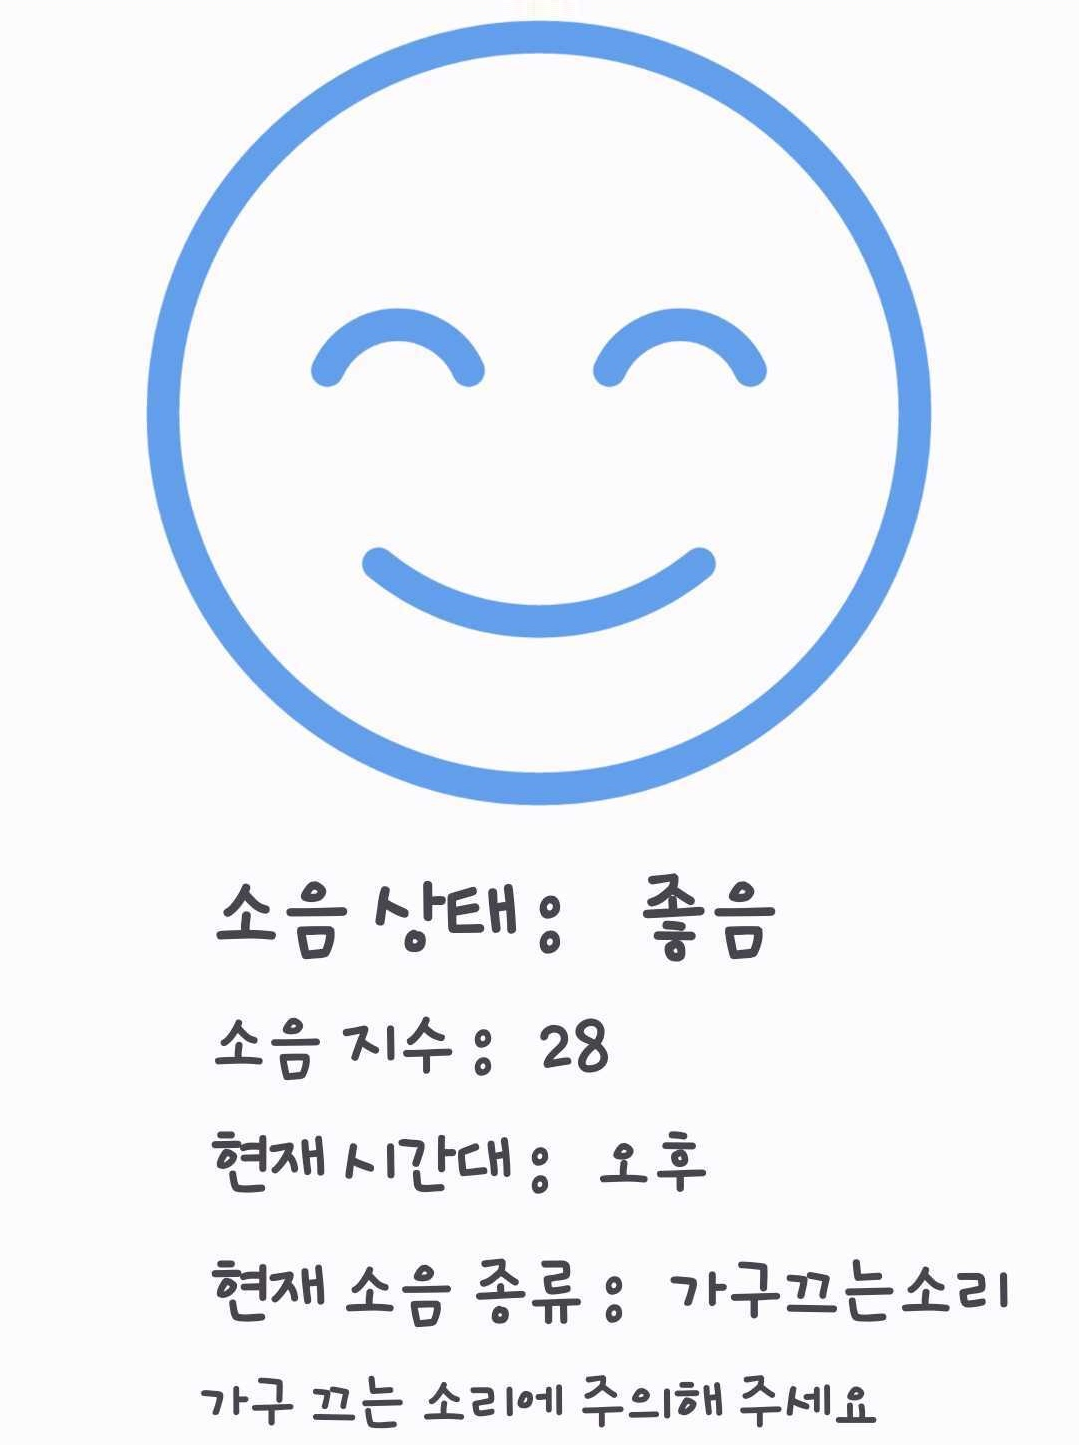 소음 상태: 좋음
소음 지수: 28
현재 시간대: 오후
현재 소음 종류: 가구끄는소리
가구 끄는 소리에 주의해 주세요